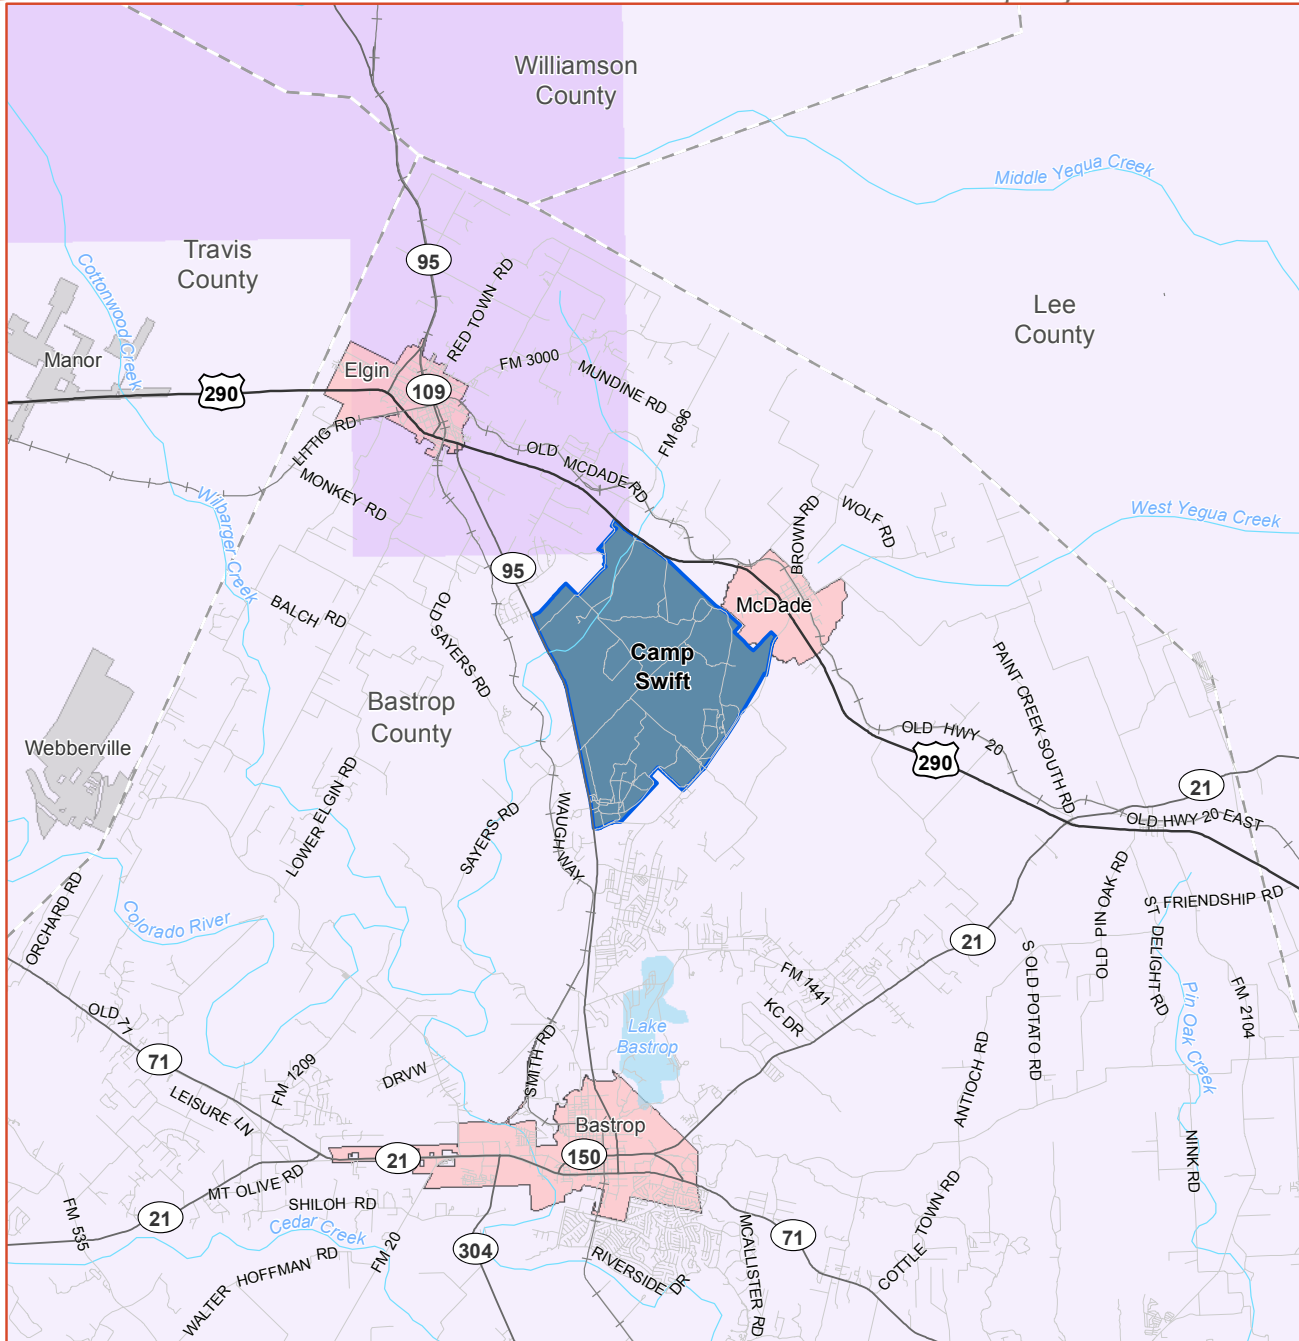 Williamson
County
Middle Yequa Creek
Travis
County
95
RED TOWN RD
Cottonwood Creek
Lee
County
Manor
Elgin
FM 3000
290
109
MUNDINE RD
FM 696
LITTIG RD
OLD MCDADE RD
MONKEY RD
WOLF RD
BROWN RD
West Yegua Creek
Wilbarger Creek
95
BALCH RD
OLD SAYERS RD
McDade
Camp
Swift
PAINT CREEK SOUTH RD
Bastrop
County
Webberville
OLD HWY 20
290
21
LOWER ELGIN RD
SAYERS RD
WAUGH WAY
OLD HWY 20 EAST
ORCHARD RD
Colorado River
OLD PIN OAK RD
ST DELIGHT RD
FRIENDSHIP RD
21
S OLD POTATO RD
FM 1441
KC DR
Pin Oak Creek
FM 2104
OLD 71
Lake
Bastrop
71
FM 1209
DRVW
SMITH RD
ANTIOCH RD
LEISURE LN
Bastrop
150
21
MT OLIVE RD
NINK RD
SHILOH RD
FM 535
21
Cedar Creek
304
FM 20
WALTER HOFFMAN RD
RIVERSIDE DR
MCALLISTER RD
71
COTTLE TOWN RD